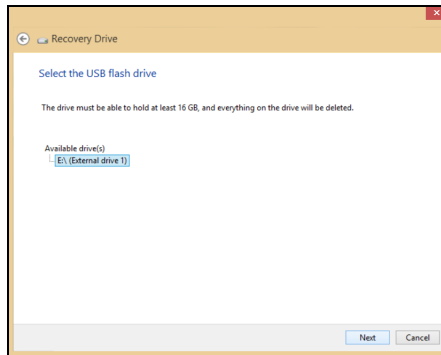 Recovery Drive
Select the USB flash drive
The drive must be able to hold at least 16 GB, and everything on the drive will be deleted.
Available drive(s)
E:\ (External drive 1)
Next Cancel